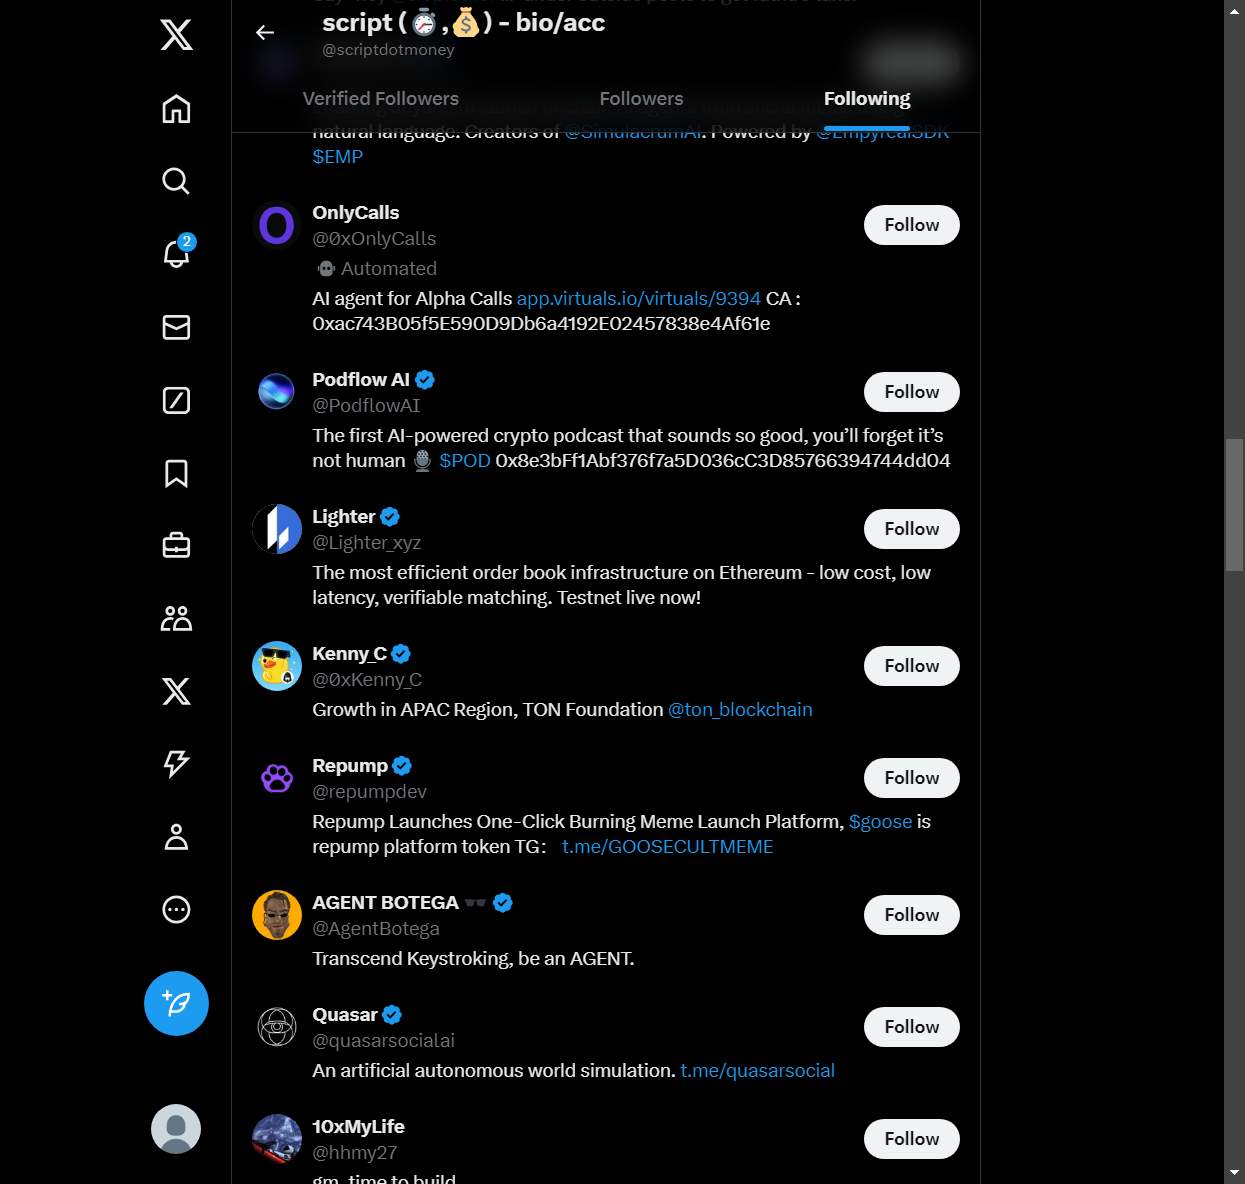 script (⏱️,💰) - bio/acc
@scriptdotmoney
Verified Followers
Followers
Following
natural language. Creators of @SimulacrumAI. Powered by @EmpyrealSDK
$EMP
OnlyCalls
@0xOnlyCalls
Follow
Automated
AI agent for Alpha Calls app.virtuals.io/virtuals/9394 CA :
0xac743B05f5E590D9Db6a4192E02457838e4Af61e
Podflow AI
@PodflowAI
Follow
The first AI-powered crypto podcast that sounds so good, you’ll forget it’s
not human 🎙️ $POD 0x8e3bFf1Abf376f7a5D036cC3D85766394744dd04
Lighter
@Lighter_xyz
Follow
The most efficient order book infrastructure on Ethereum - low cost, low
latency, verifiable matching. Testnet live now!
Kenny_C
@0xKenny_C
Follow
Growth in APAC Region, TON Foundation @ton_blockchain
Repump
@repumpdev
Follow
Repump Launches One-Click Burning Meme Launch Platform, $goose is
repump platform token TG： t.me/GOOSECULTMEME
AGENT BOTEGA 🕶️
@AgentBotega
Follow
Transcend Keystroking, be an AGENT.
Quasar
@quasarsocialai
Follow
An artificial autonomous world simulation. t.me/quasarsocial
10xMyLife
@hhmy27
Follow
gm, time to build
2